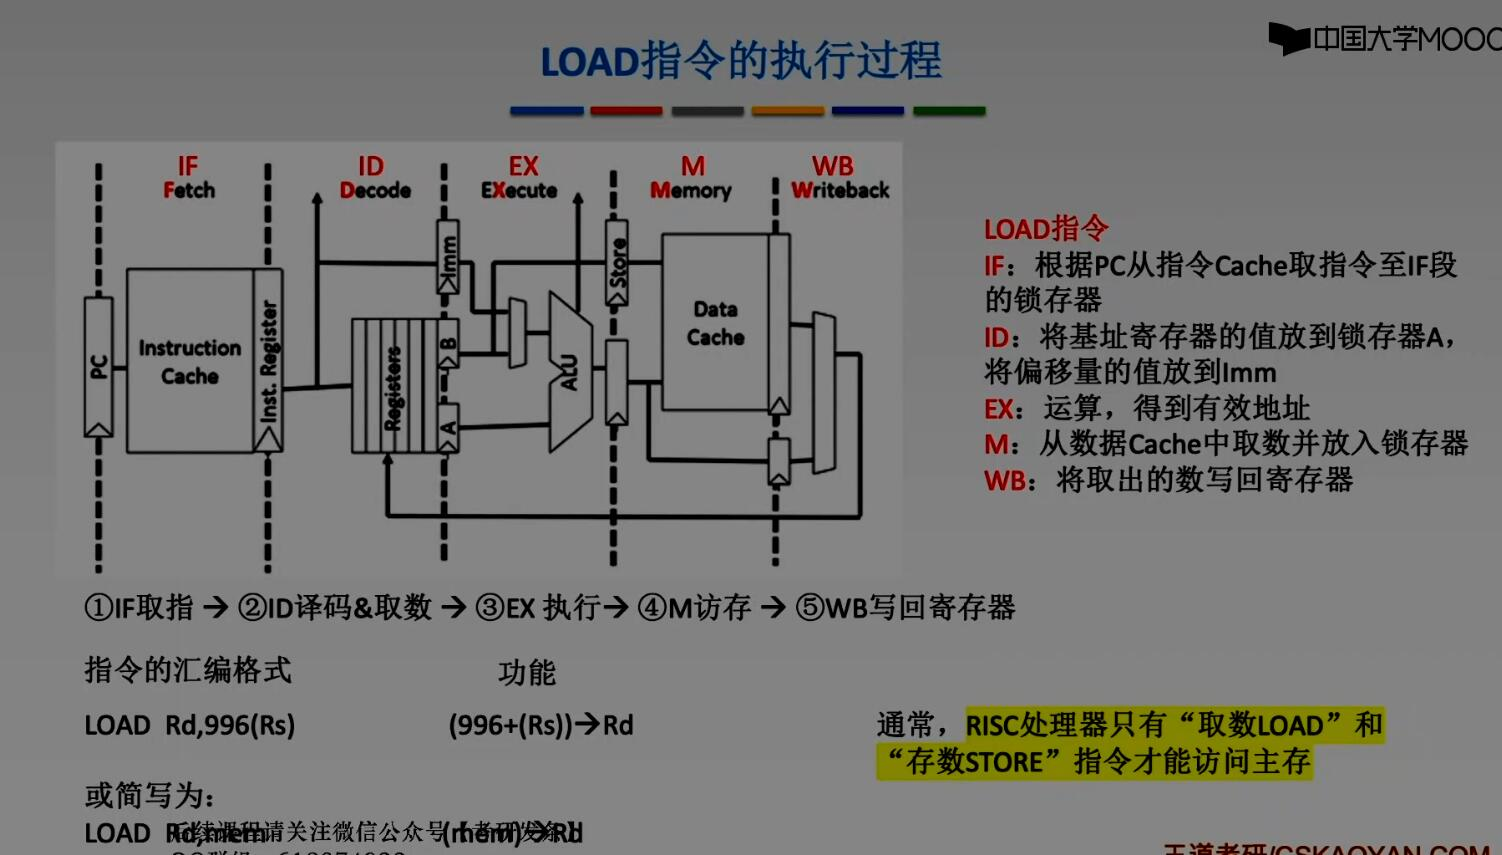 中国大学MOOC
LOAD指令的执行过程
IF ID EX M WB
Fetch Decode EXecute Memory Writeback
PC
Instruction
Cache
Inst. Register
Registers
Imm
B
A
ALU
Store
Data
Cache
LOAD指令
IF：根据PC从指令Cache取指令至IF段
的锁存器
ID：将基址寄存器的值放到锁存器A，
将偏移量的值放到Imm
EX：运算，得到有效地址
M：从数据Cache中取数并放入锁存器
WB：将取出的数写回寄存器
①IF取指 → ②ID译码&取数 → ③EX 执行→ ④M访存 → ⑤WB写回寄存器
指令的汇编格式 功能
LOAD Rd,996(Rs) (996+(Rs))→Rd
通常，RISC处理器只有“取数LOAD”和
“存数STORE”指令才能访问主存
或简写为：
LOAD Rd,mem (mem)→Rd
后续课程请关注微信公众号
王道考研/CSKAOYAN.COM